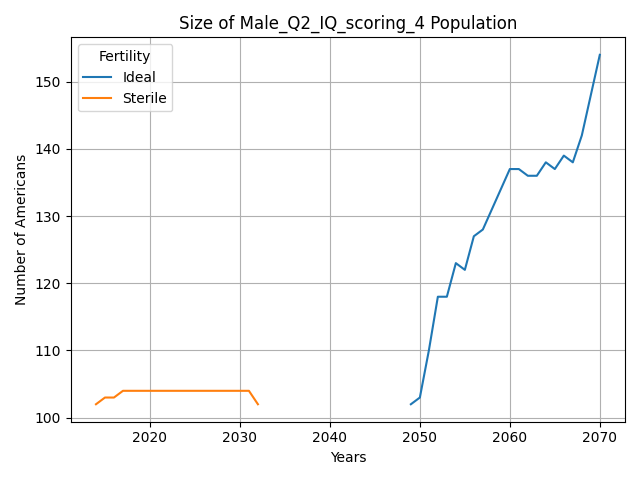 Size of Male_Q2_IQ_scoring_4 Population
Fertility
Ideal
Sterile
Number of Americans
150
140
130
120
110
100
2020
2030
2040
2050
2060
2070
Years